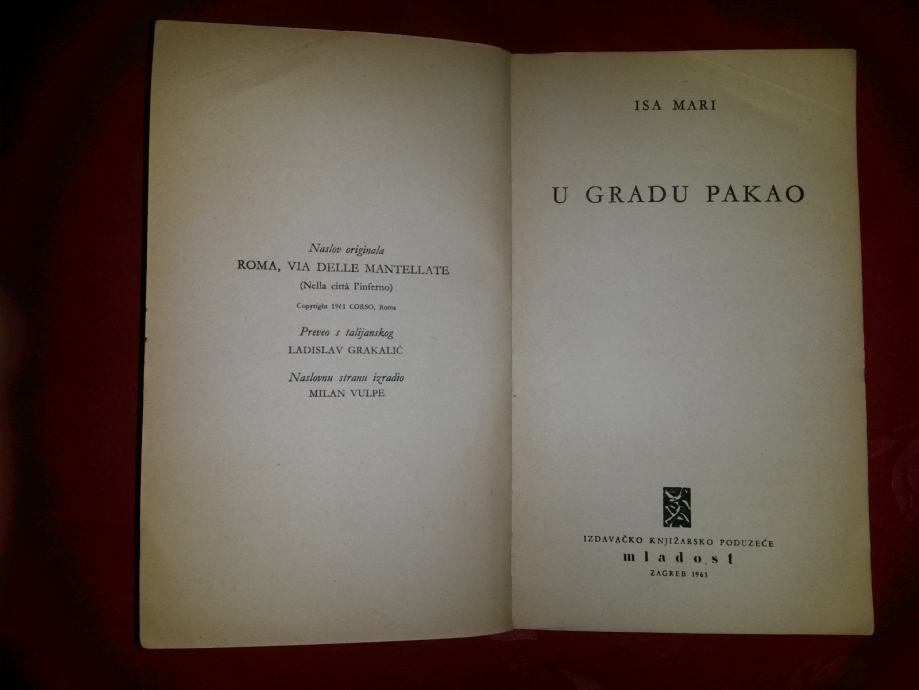 Naslov originala
ROMA, VIA DELLE MANTELLATE
(Nella città l'inferno)
Copyright 1961 CORSO, Roma
Preveo s talijanskog
LADISLAV GRAKALIĆ
Naslovnu stranu izradio
MILAN VULPE
ISA MARI
U GRADU PAKAO
IZDAVAČKO KNJIŽARSKO PODUZEĆE
mladost
ZAGREB 1961